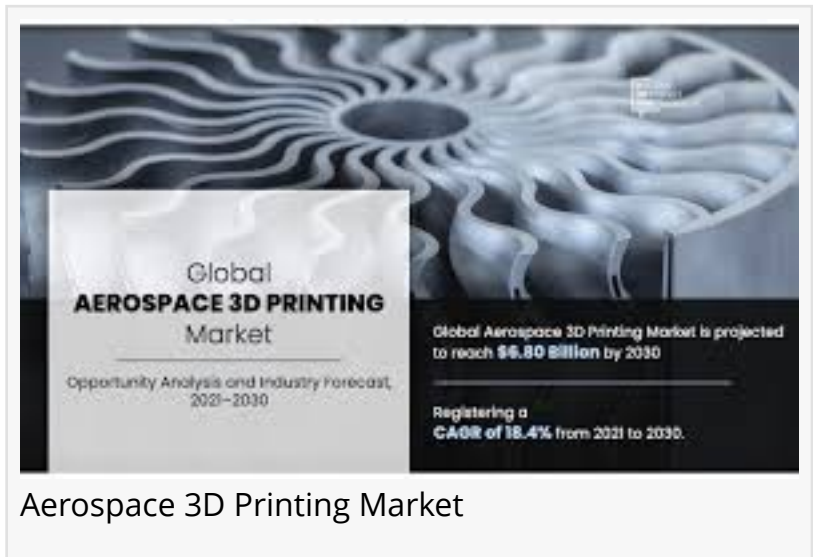 Global
AEROSPACE 3D PRINTING
Market
Opportunity Analysis and Industry Forecast,
2021-2030
Global Aerospace 3D Printing Market is projected
to reach $6.80 Billion by 2030
Registering a
CAGR of 18.4% from 2021 to 2030.
Aerospace 3D Printing Market